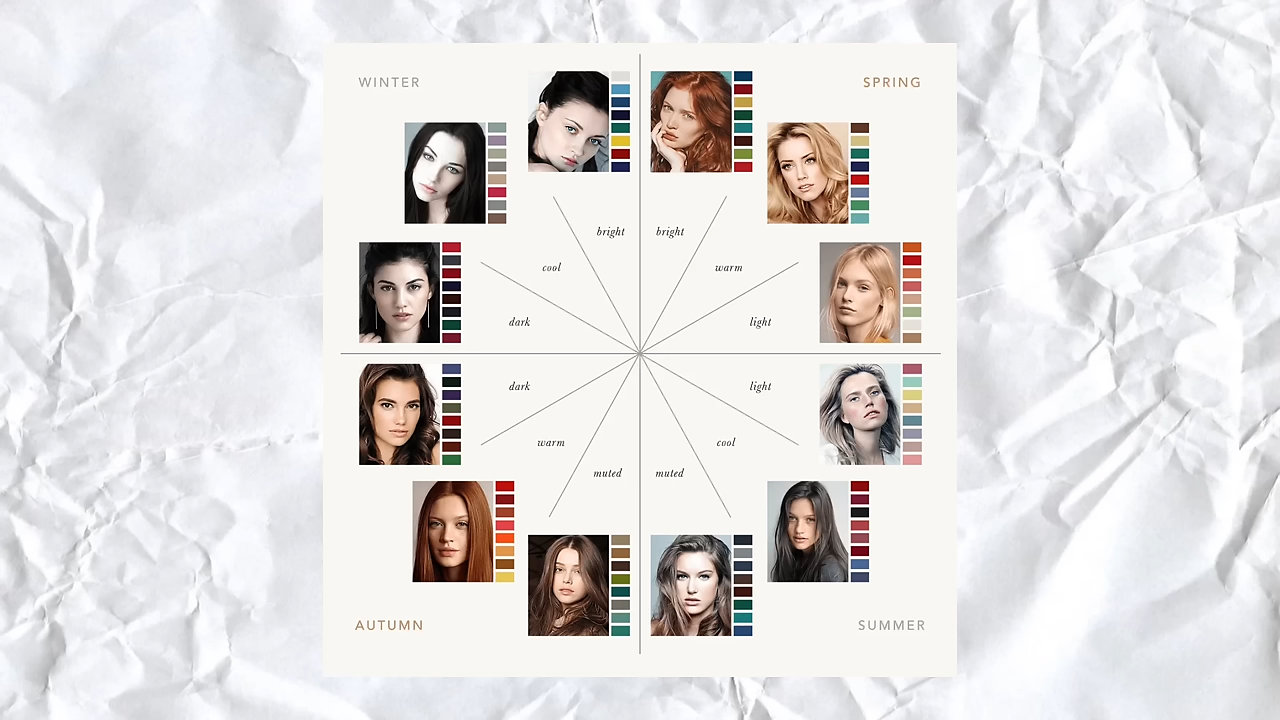 WINTER
SPRING
bright
bright
cool
warm
dark
light
dark
light
warm
cool
muted
muted
AUTUMN
SUMMER